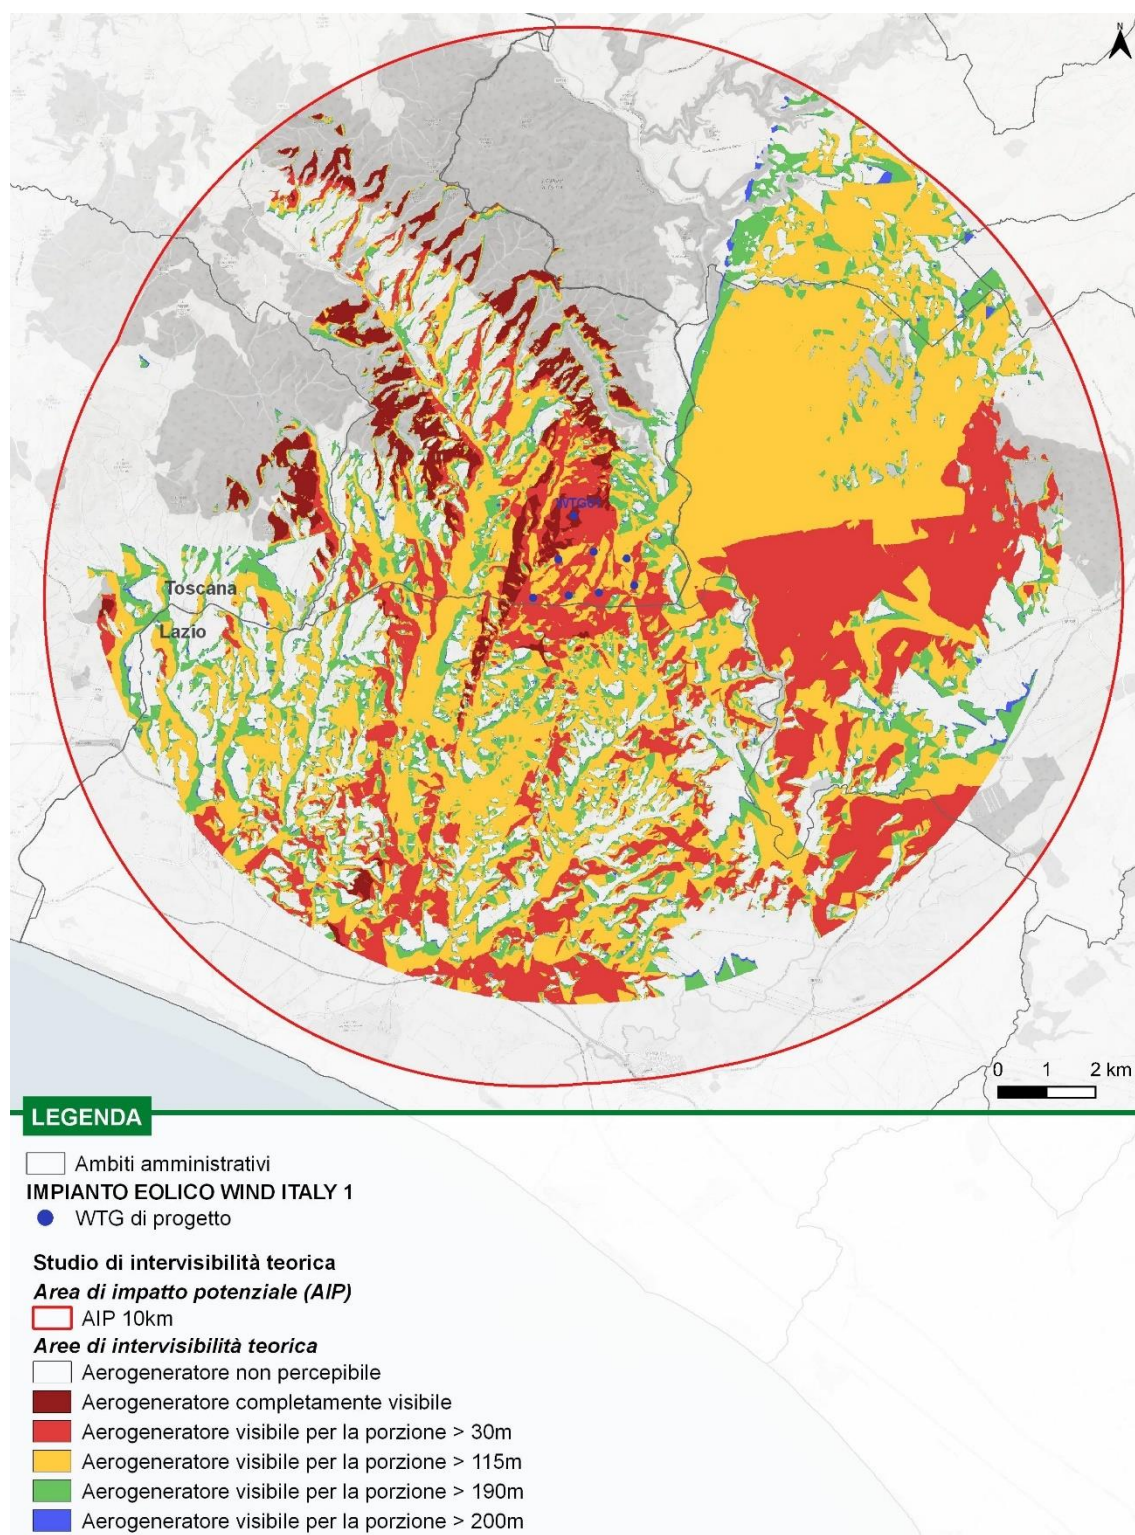 N
WTG01
Toscana
Lazio
0 1 2 km
LEGENDA
Ambiti amministrativi
IMPIANTO EOLICO WIND ITALY 1
WTG di progetto
Studio di intervisibilità teorica
Area di impatto potenziale (AIP)
AIP 10km
Aree di intervisibilità teorica
Aerogeneratore non percepibile
Aerogeneratore completamente visibile
Aerogeneratore visibile per la porzione > 30m
Aerogeneratore visibile per la porzione > 115m
Aerogeneratore visibile per la porzione > 190m
Aerogeneratore visibile per la porzione > 200m